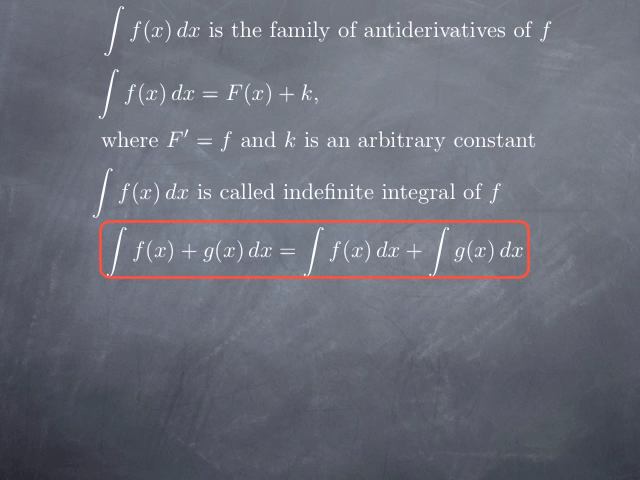 ∫ f(x) dx is the family of antiderivatives of f
∫ f(x) dx = F(x) + k,
where F′ = f and k is an arbitrary constant
∫ f(x) dx is called indefinite integral of f
∫ f(x) + g(x) dx = ∫ f(x) dx + ∫ g(x) dx